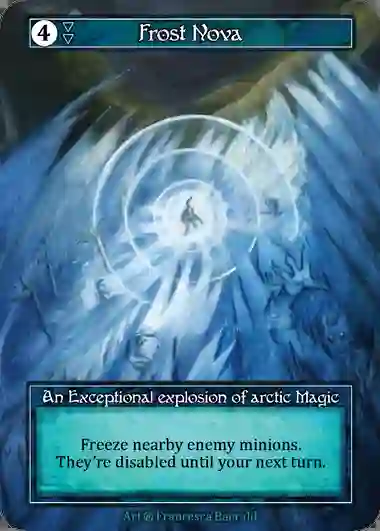 4 Frost Nova
An Exceptional explosion of arctic Magic
Freeze nearby enemy minions.
They're disabled until your next turn.
Art @ Francesca Baerald